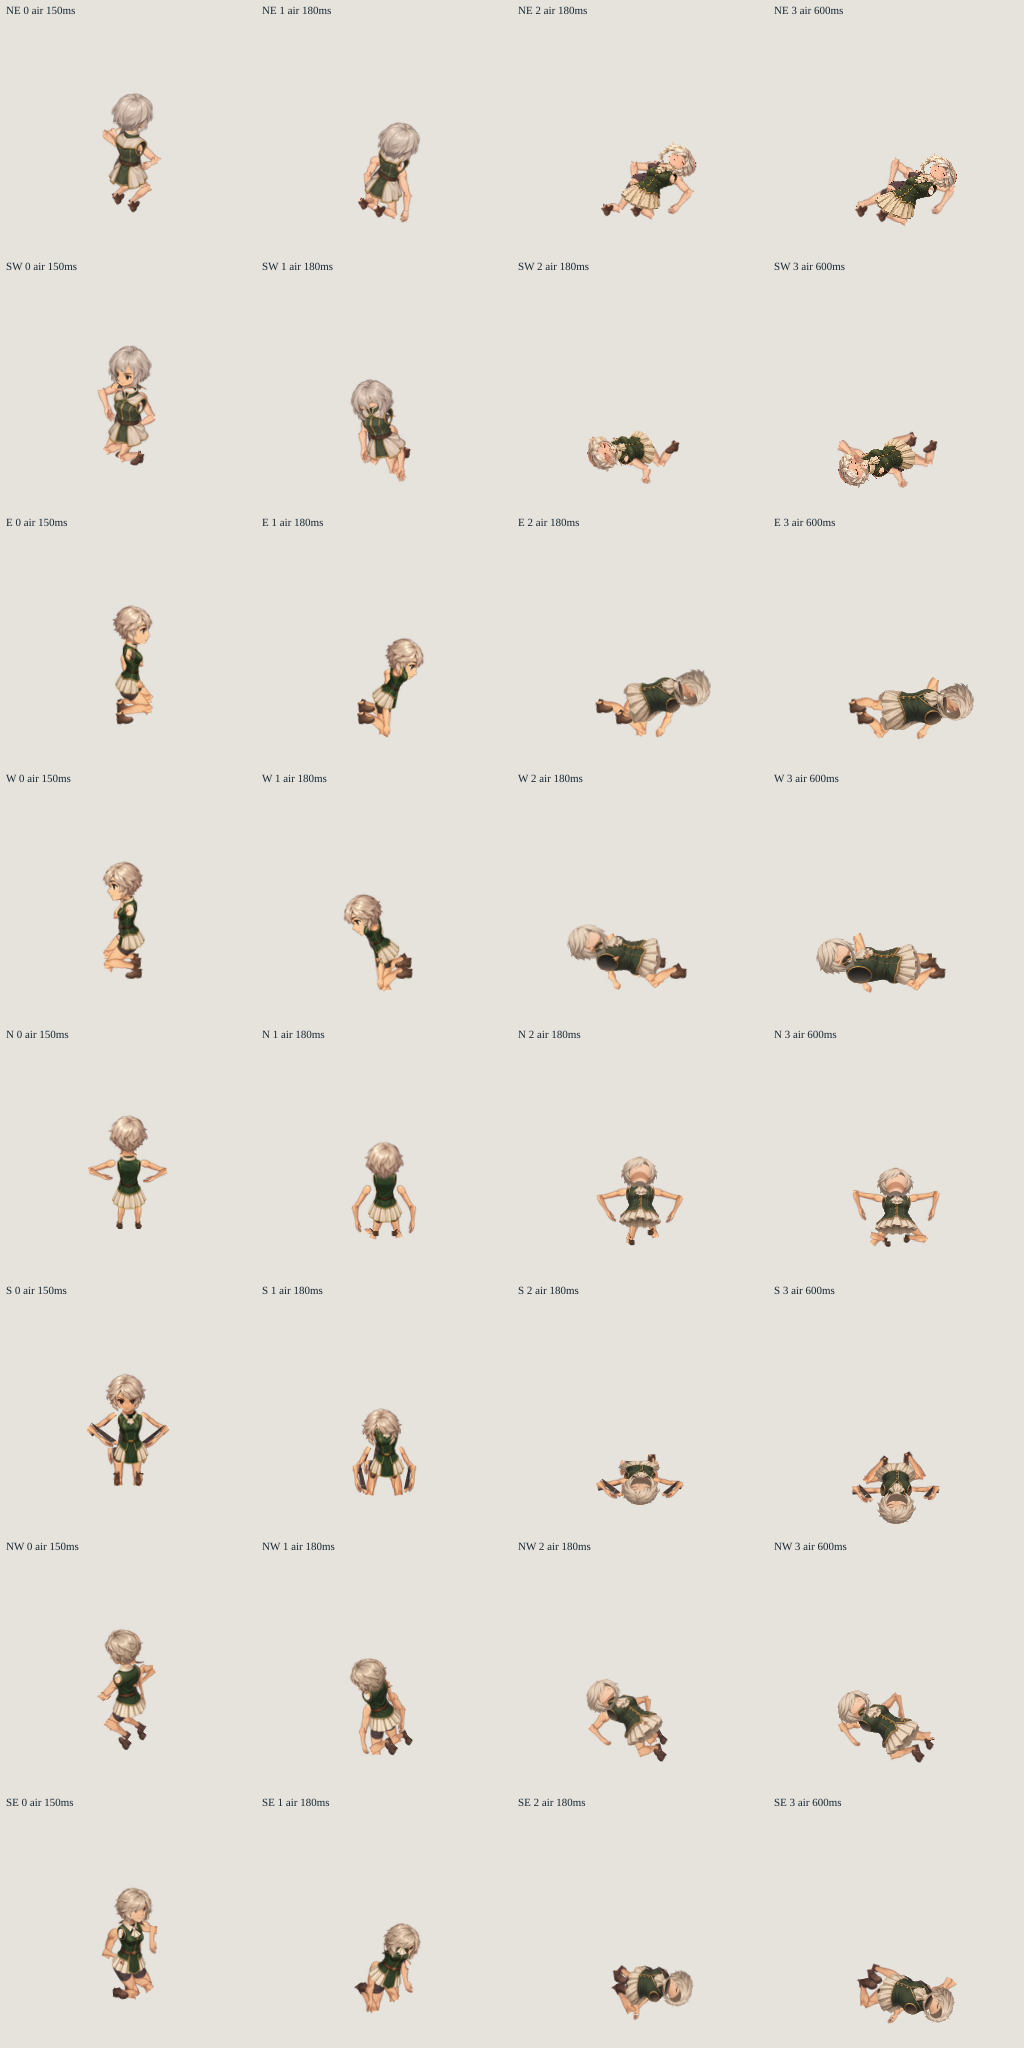 NE 0 air 150ms
NE 1 air 180ms
NE 2 air 180ms
NE 3 air 600ms
SW 0 air 150ms
SW 1 air 180ms
SW 2 air 180ms
SW 3 air 600ms
E 0 air 150ms
E 1 air 180ms
E 2 air 180ms
E 3 air 600ms
W 0 air 150ms
W 1 air 180ms
W 2 air 180ms
W 3 air 600ms
N 0 air 150ms
N 1 air 180ms
N 2 air 180ms
N 3 air 600ms
S 0 air 150ms
S 1 air 180ms
S 2 air 180ms
S 3 air 600ms
NW 0 air 150ms
NW 1 air 180ms
NW 2 air 180ms
NW 3 air 600ms
SE 0 air 150ms
SE 1 air 180ms
SE 2 air 180ms
SE 3 air 600ms